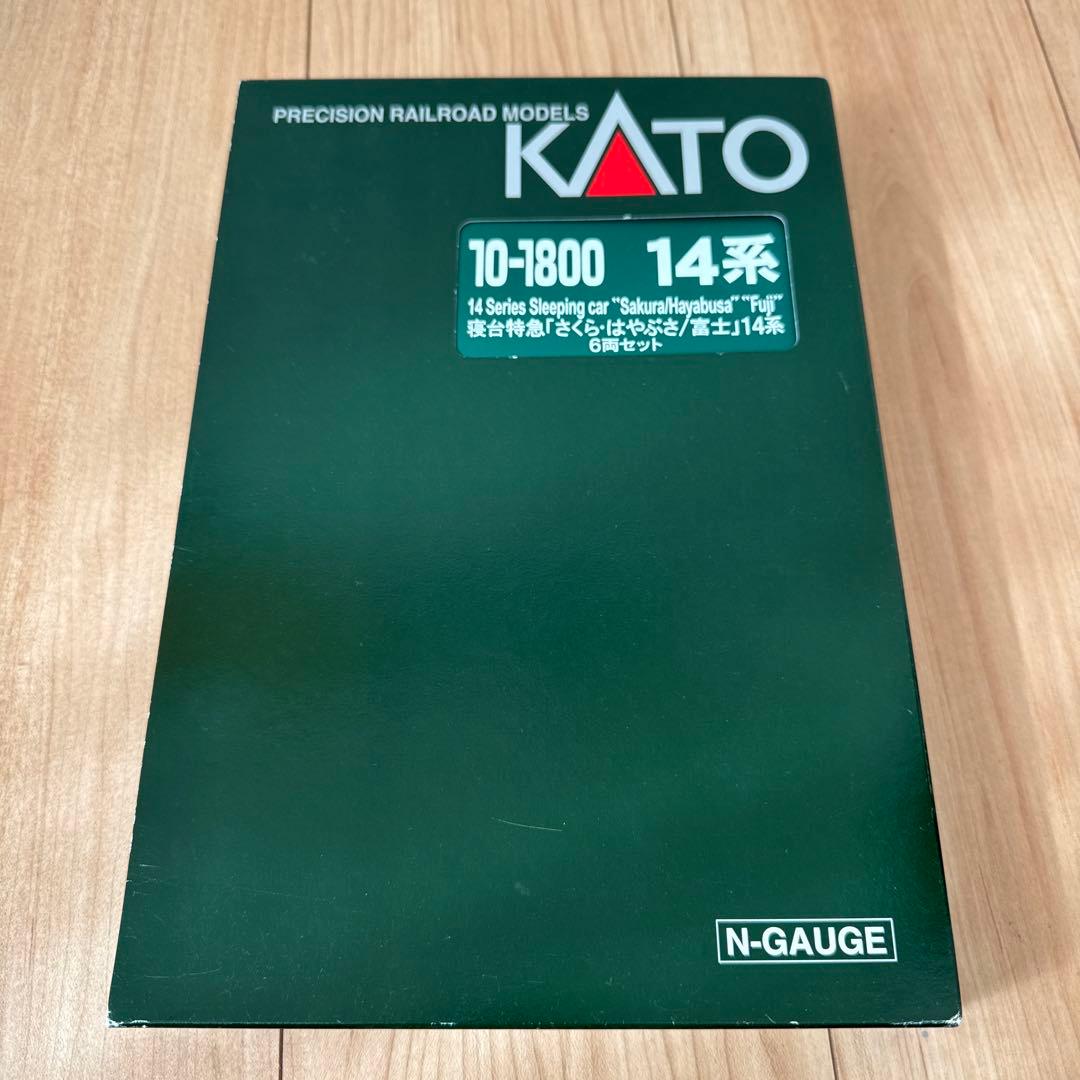 PRECISION RAILROAD MODELS
KATO
10-1800 14系
14 Series Sleeping car "Sakura/Hayabusa" "Fuji"
寝台特急「さくら・はやぶさ/富士」14系
6両セット
N-GAUGE